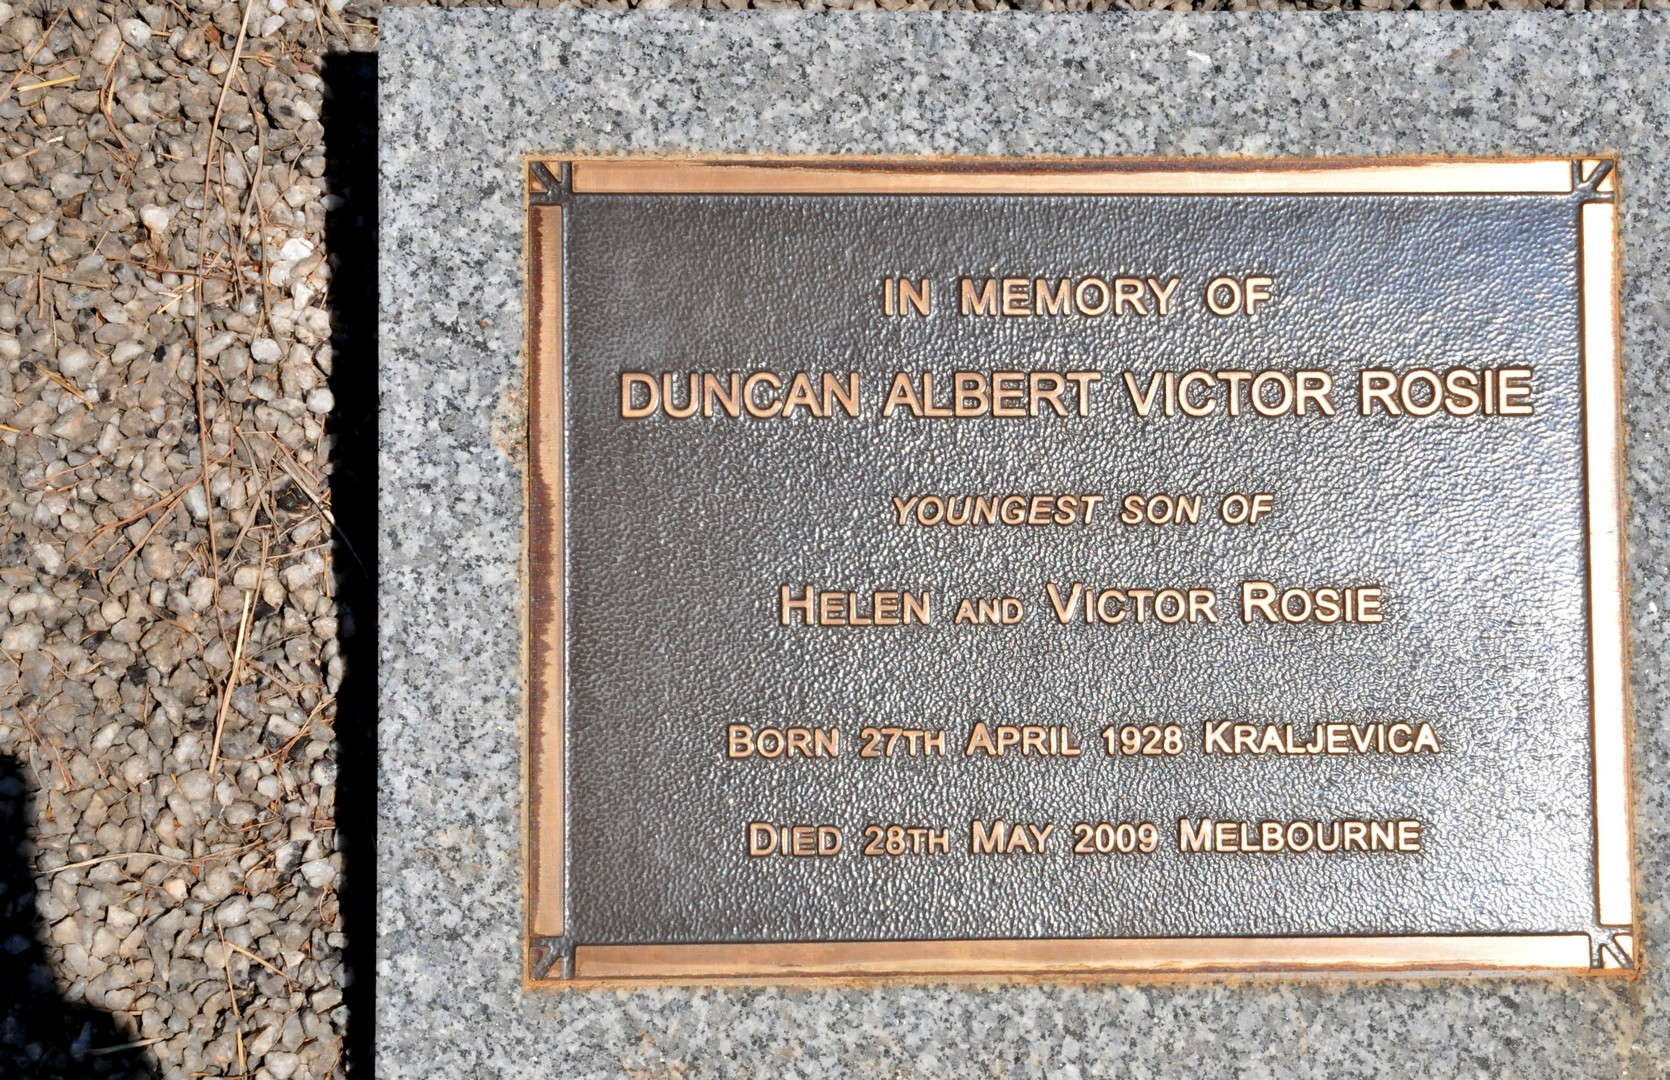 IN MEMORY OF
DUNCAN ALBERT VICTOR ROSIE
YOUNGEST SON OF
HELEN AND VICTOR ROSIE
BORN 27TH APRIL 1928 KRALJEVICA
DIED 28TH MAY 2009 MELBOURNE